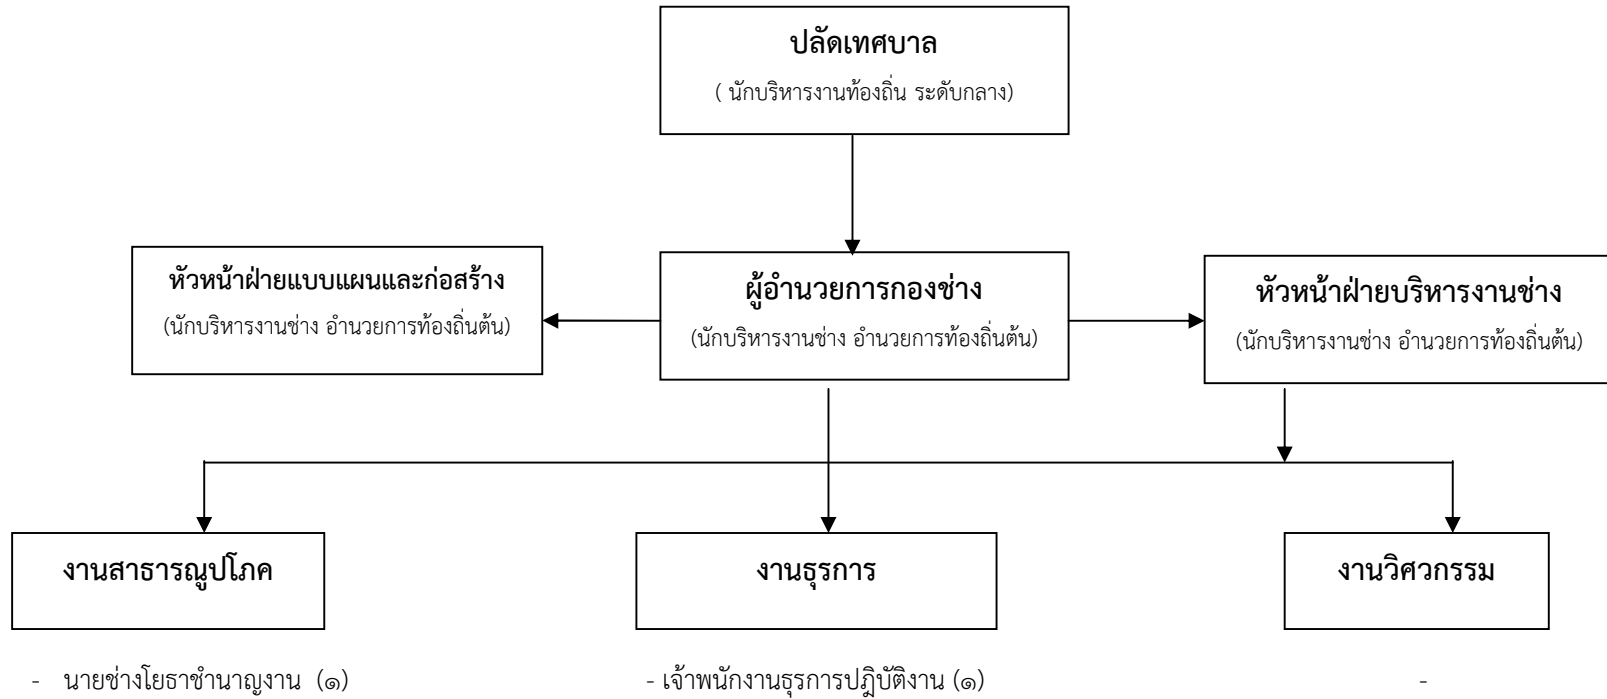 ปลัดเทศบาล
( นักบริหารงานท้องถิ่น ระดับกลาง)
หัวหน้าฝ่ายแบบแผนและก่อสร้าง
(นักบริหารงานช่าง อำนวยการท้องถิ่นต้น)
ผู้อำนวยการกองช่าง
(นักบริหารงานช่าง อำนวยการท้องถิ่นต้น)
หัวหน้าฝ่ายบริหารงานช่าง
(นักบริหารงานช่าง อำนวยการท้องถิ่นต้น)
งานสาธารณูปโภค
งานธุรการ
งานวิศวกรรม
- นายช่างโยธาชำนาญงาน (๑)
- เจ้าพนักงานธุรการปฎิบัติงาน (๑)
-